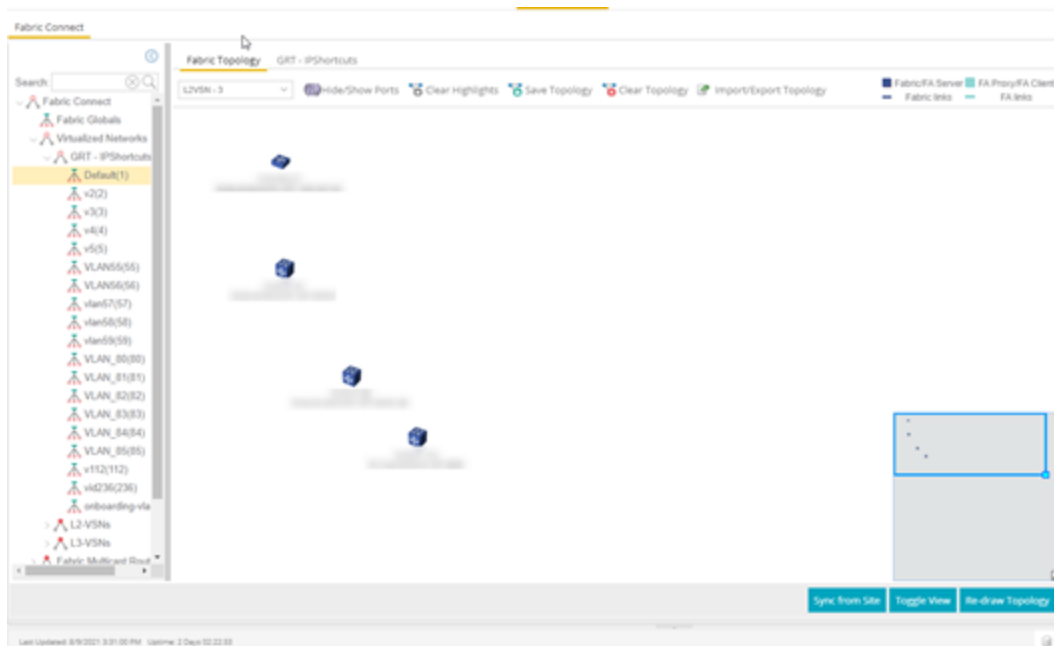 Fabric Connect
Fabric Topology
GRT - IPShortcuts
Search
L2VSN - 3
Hide/Show Ports
Clear Highlights
Save Topology
Clear Topology
Import/Export Topology
Fabric/FA Server
FA Proxy/FA Client
Fabric links
FA links
Fabric Connect
Fabric Globals
Virtualized Networks
GRT - IPShortcuts
Default(1)
v2(2)
v3(3)
v4(4)
v5(5)
VLAN55(55)
VLAN56(56)
vlan57(57)
vlan58(58)
vlan59(59)
VLAN_80(80)
VLAN_81(81)
VLAN_82(82)
VLAN_83(83)
VLAN_84(84)
VLAN_85(85)
v112(112)
vid236(236)
onboarding-vla
L2-VSNs
L3-VSNs
Fabric Multicast Rout
Sync from Site
Toggle View
Re-draw Topology
Last Updated: 8/9/2021 3:31:00 PM Uptime: 2 Days 02:22:33